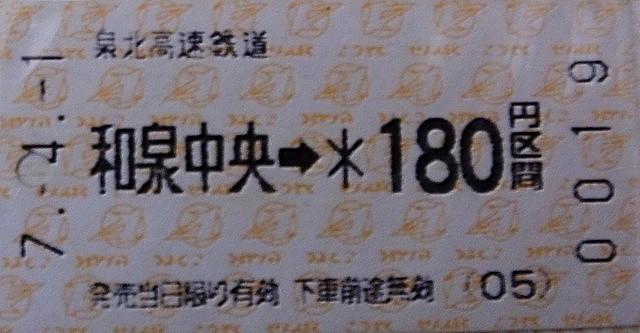 泉北高速鉄道
7.-4.-1
和泉中央➡＊180円区間
0019
発売当日限り有効 下車前途無効 (05)